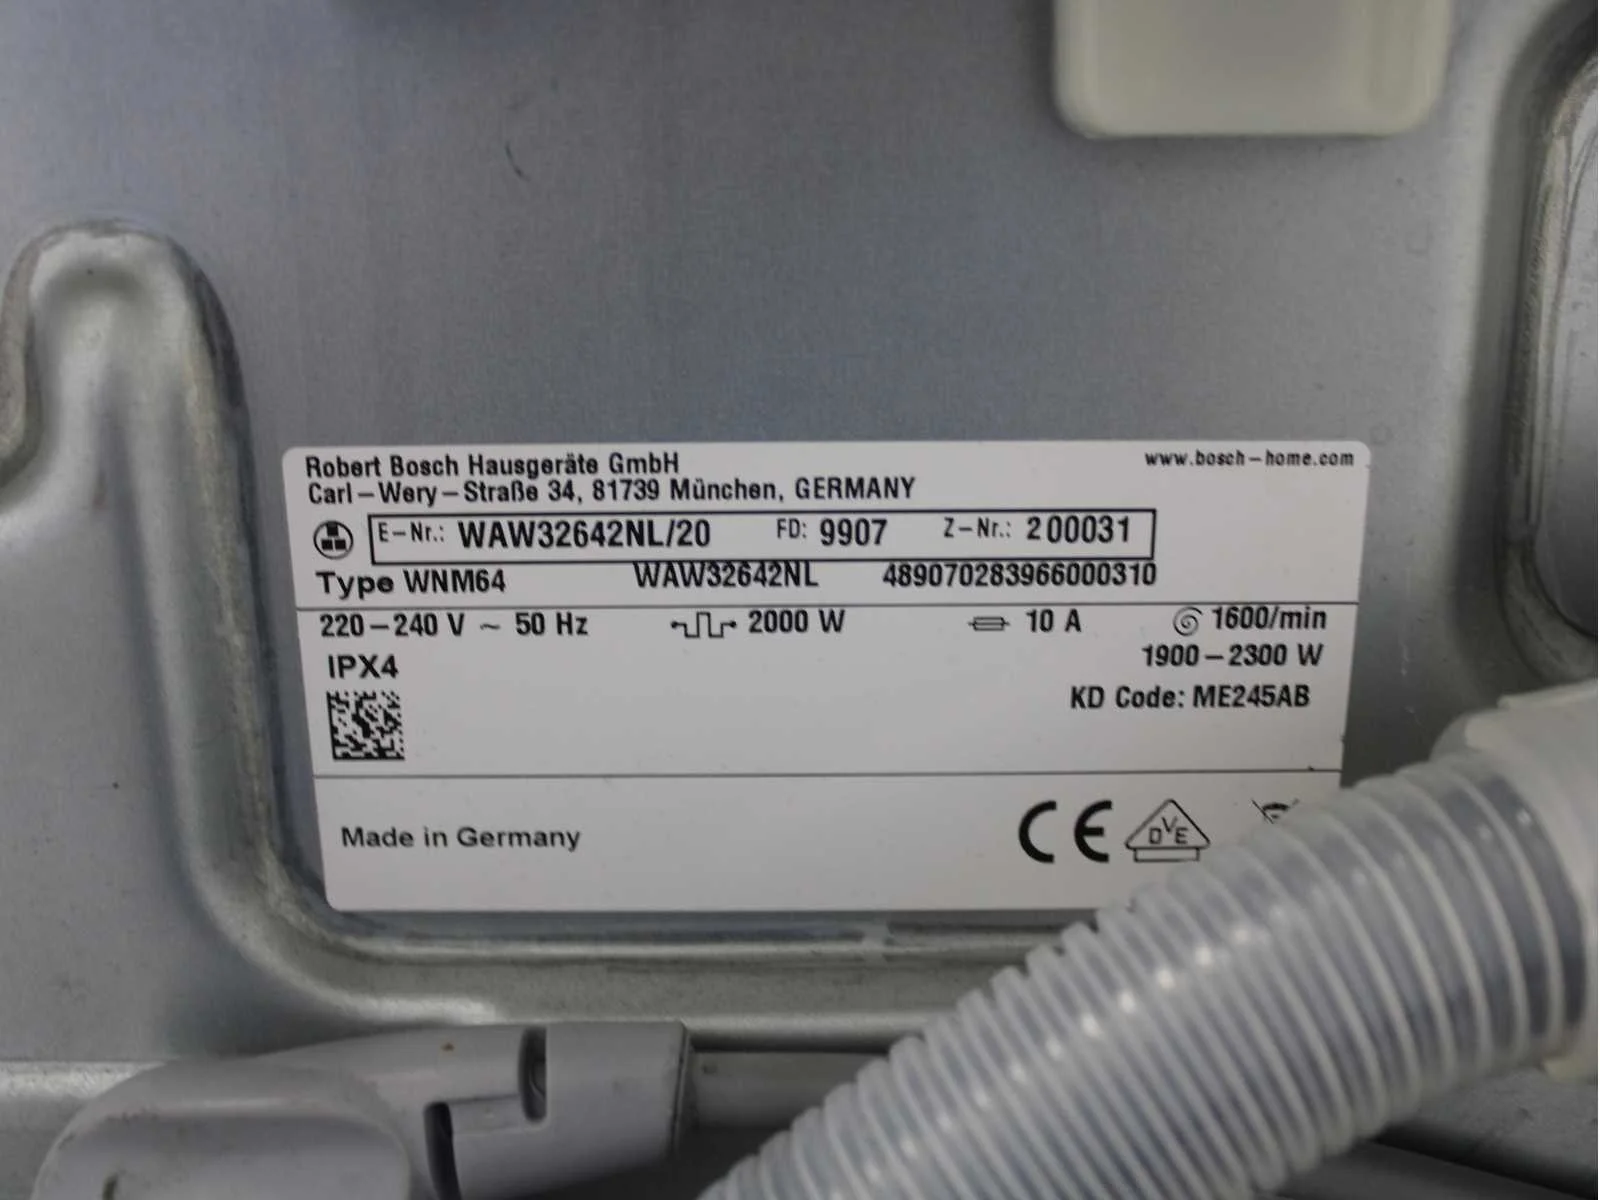 Robert Bosch Hausgeräte GmbH www.bosch-home.com
Carl-Wery-Straße 34, 81739 München, GERMANY
E-Nr.: WAW32642NL/20 FD: 9907 Z-Nr.: 200031
Type WNM64 WAW32642NL 489070283966000310
220-240 V ~ 50 Hz 2000 W 10 A 1600/min
IPX4 1900-2300 W
KD Code: ME245AB
Made in Germany CE DVE